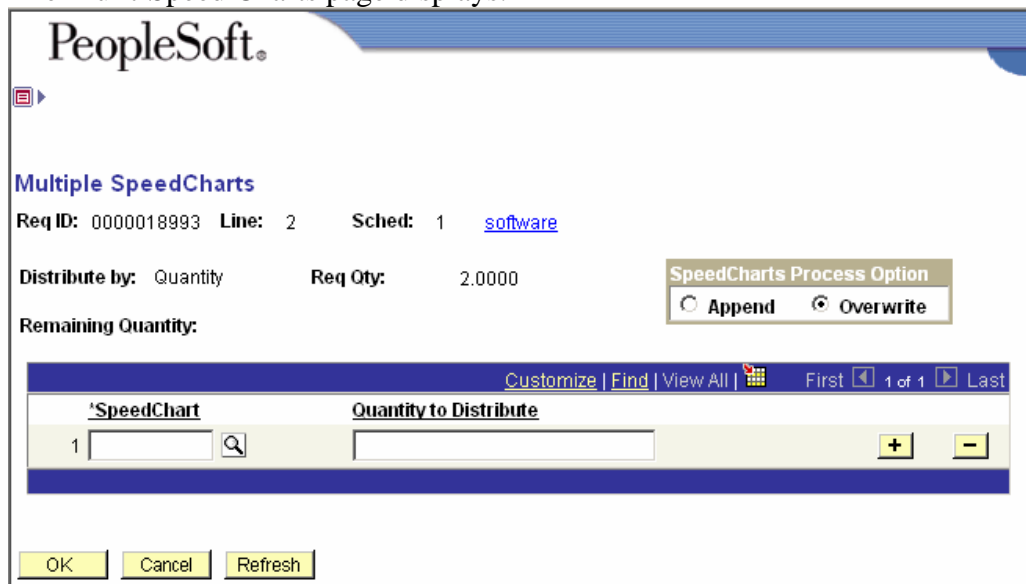 PeopleSoft®
Multiple SpeedCharts
Req ID: 0000018993 Line: 2 Sched: 1 software
Distribute by: Quantity Req Qty: 2.0000
SpeedCharts Process Option
Append Overwrite
Remaining Quantity:
Customize | Find | View All | First 1 of 1 Last
*SpeedChart Quantity to Distribute
1 + -
OK Cancel Refresh